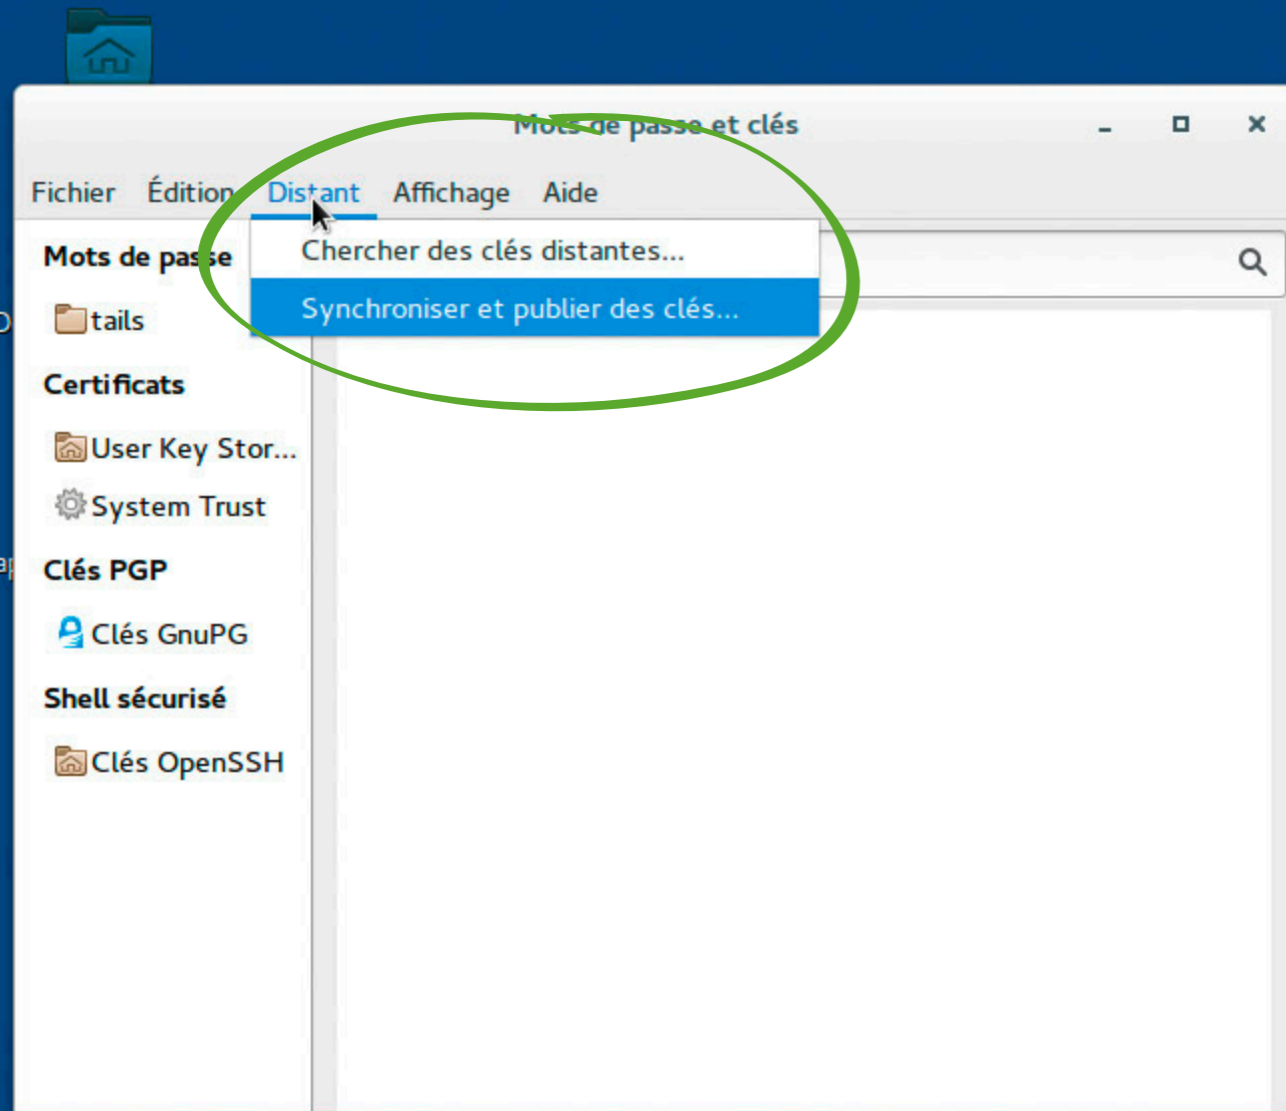 Mots de passe et clés
Fichier Édition Distant Affichage Aide
Chercher des clés distantes...
Synchroniser et publier des clés...
Mots de passe
tails
Certificats
User Key Stor...
System Trust
Clés PGP
Clés GnuPG
Shell sécurisé
Clés OpenSSH